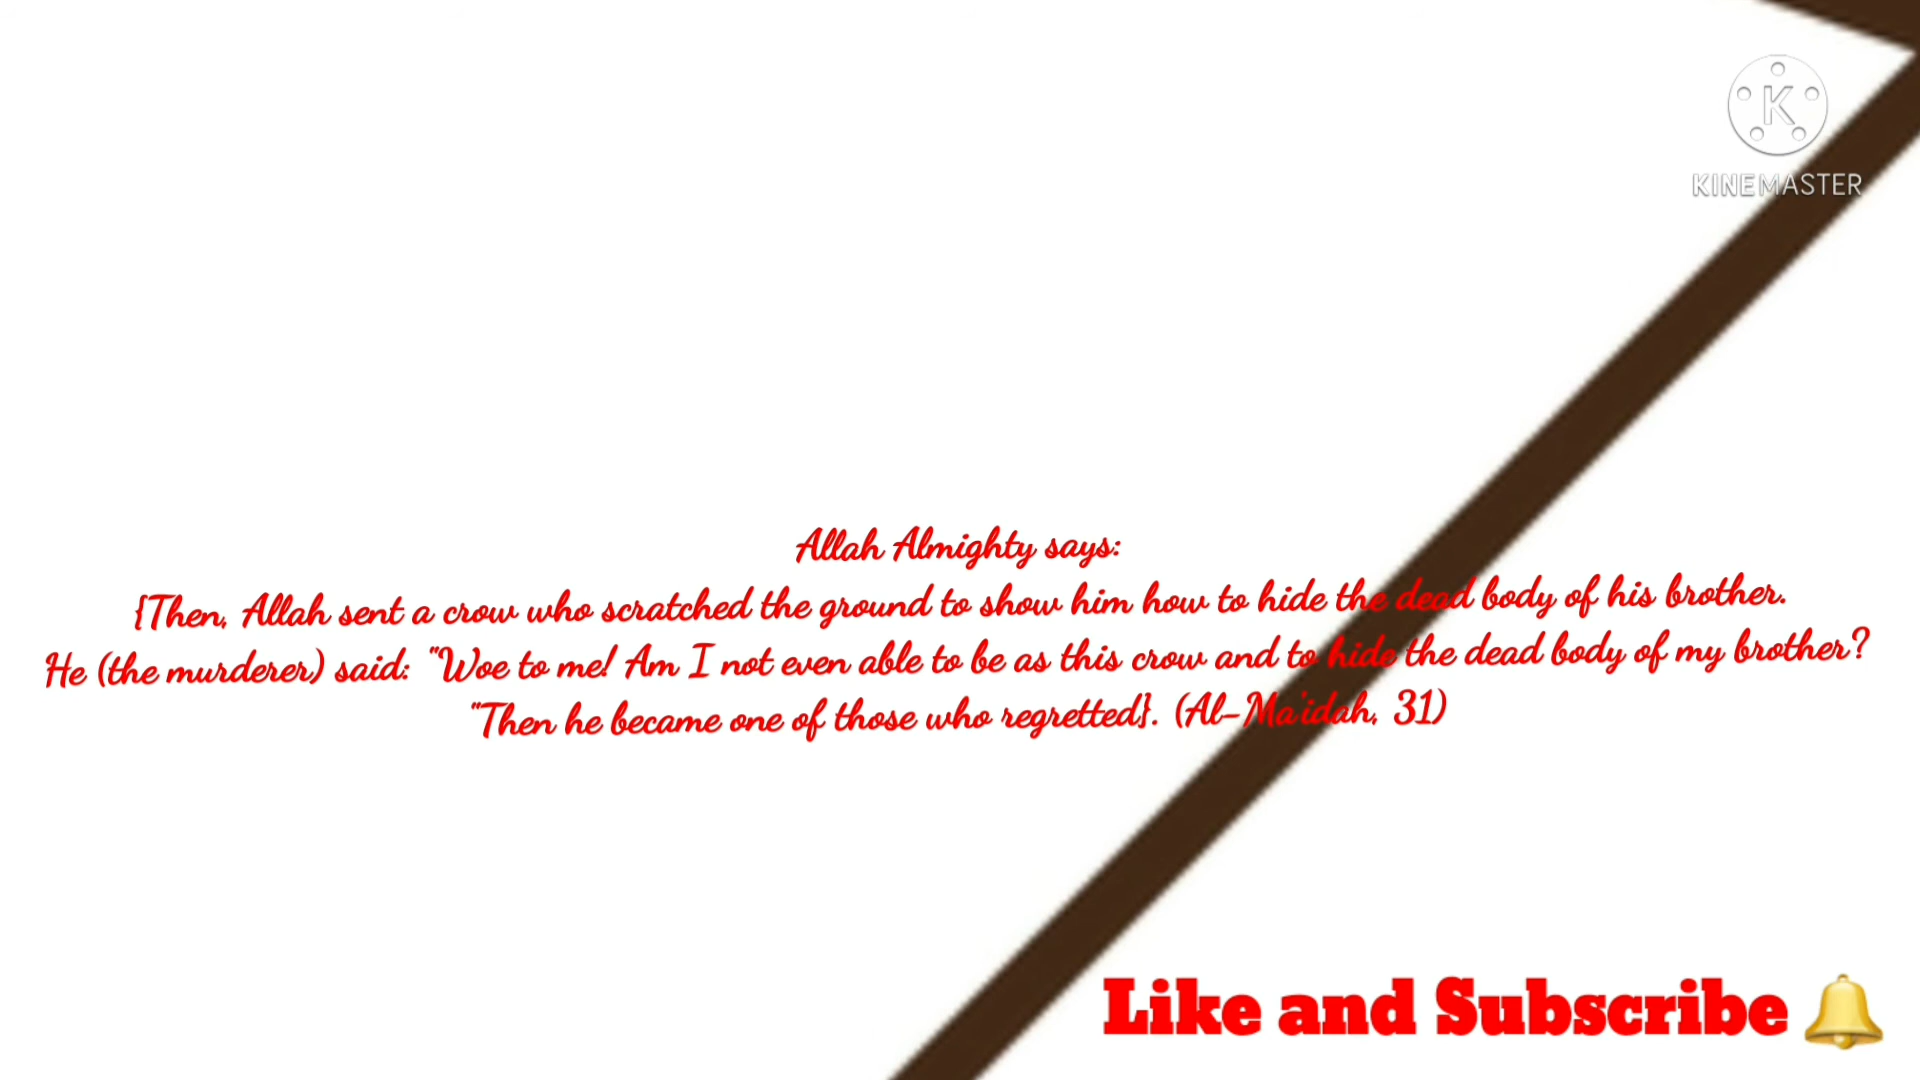 K
KINEMASTER
Allah Almighty says:
{Then, Allah sent a crow who scratched the ground to show him how to hide the dead body of his brother.
He (the murderer) said: "Woe to me! Am I not even able to be as this crow and to hide the dead body of my brother?
"Then he became one of those who regretted}. (Al-Ma'idah, 31)
Like and Subscribe